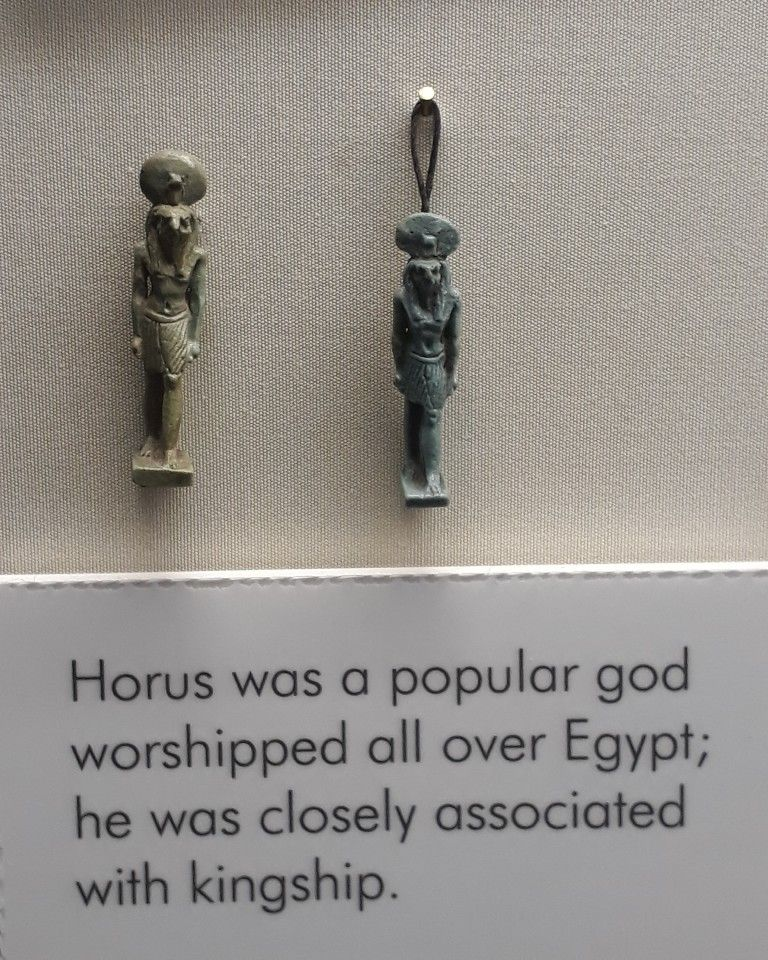 Horus was a popular god
worshipped all over Egypt;
he was closely associated
with kingship.